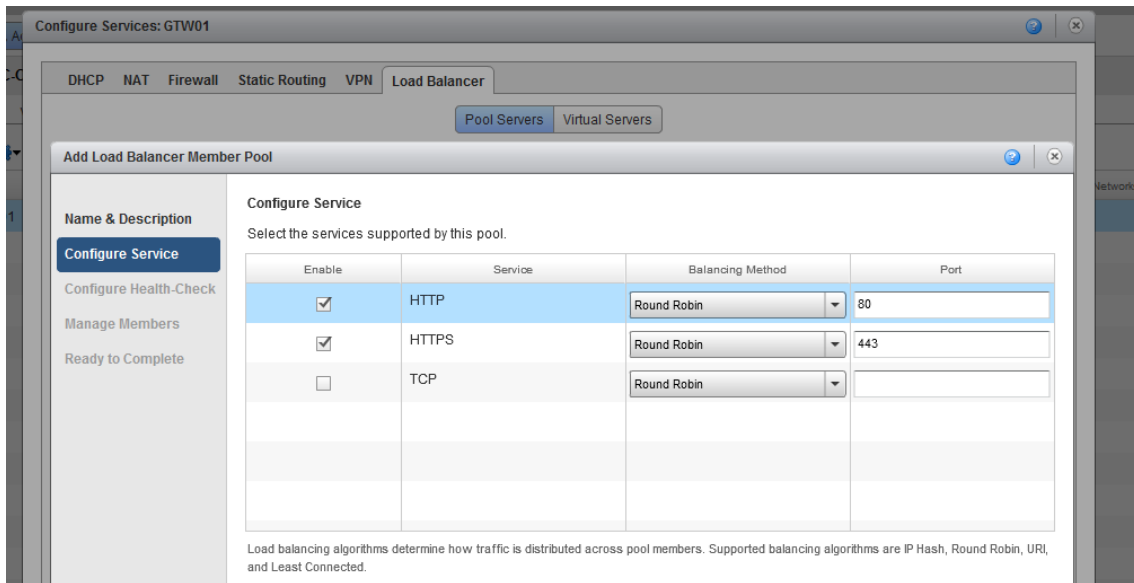 Configure Services: GTW01
DHCP NAT Firewall Static Routing VPN Load Balancer
Pool Servers Virtual Servers
Add Load Balancer Member Pool
Network
Name & Description
Configure Service
Configure Health-Check
Manage Members
Ready to Complete
Configure Service
Select the services supported by this pool.
Enable Service Balancing Method Port
HTTP Round Robin 80
HTTPS Round Robin 443
TCP Round Robin
Load balancing algorithms determine how traffic is distributed across pool members. Supported balancing algorithms are IP Hash, Round Robin, URI,
and Least Connected.